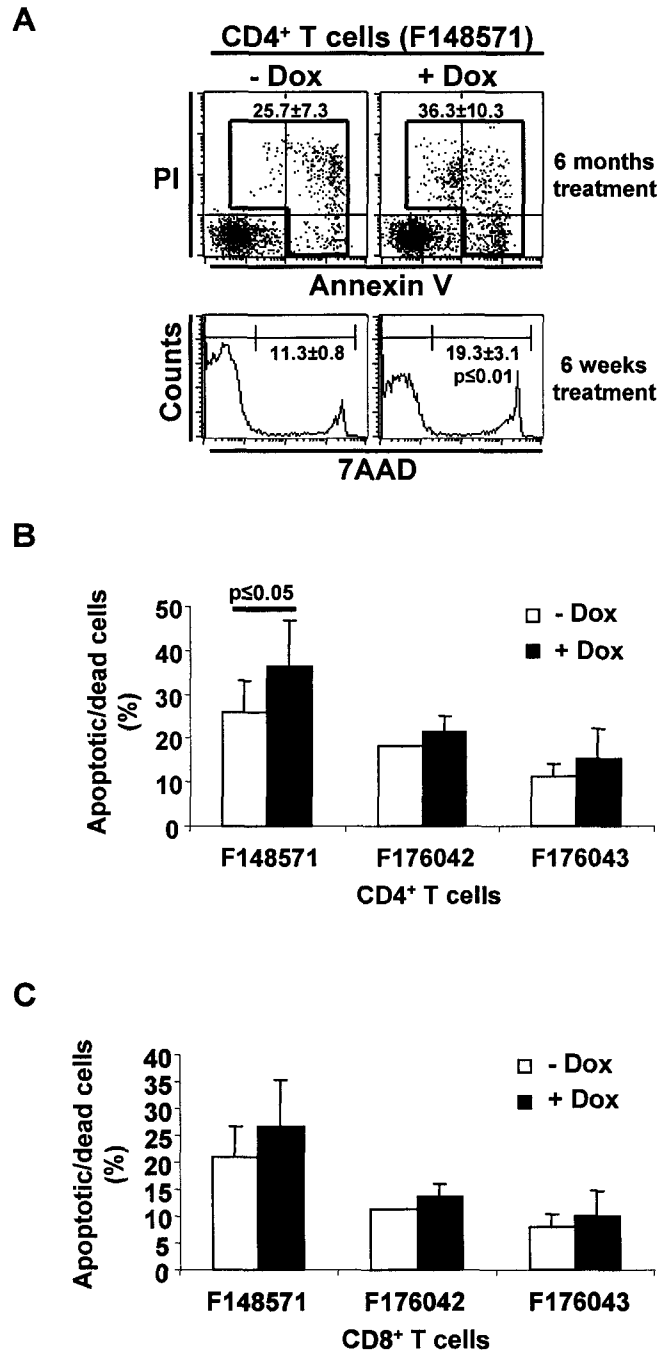 A
CD4⁺ T cells (F148571)
- Dox + Dox
25.7±7.3 36.3±10.3
PI
6 months
treatment
Annexin V
Counts
11.3±0.8 19.3±3.1
p≤0.01
6 weeks
treatment
7AAD
B
Apoptotic/dead cells
(%)
p≤0.05
- Dox
+ Dox
50
40
30
20
10
0
F148571 F176042 F176043
CD4⁺ T cells
C
Apoptotic/dead cells
(%)
- Dox
+ Dox
40
35
30
25
20
15
10
5
0
F148571 F176042 F176043
CD8⁺ T cells